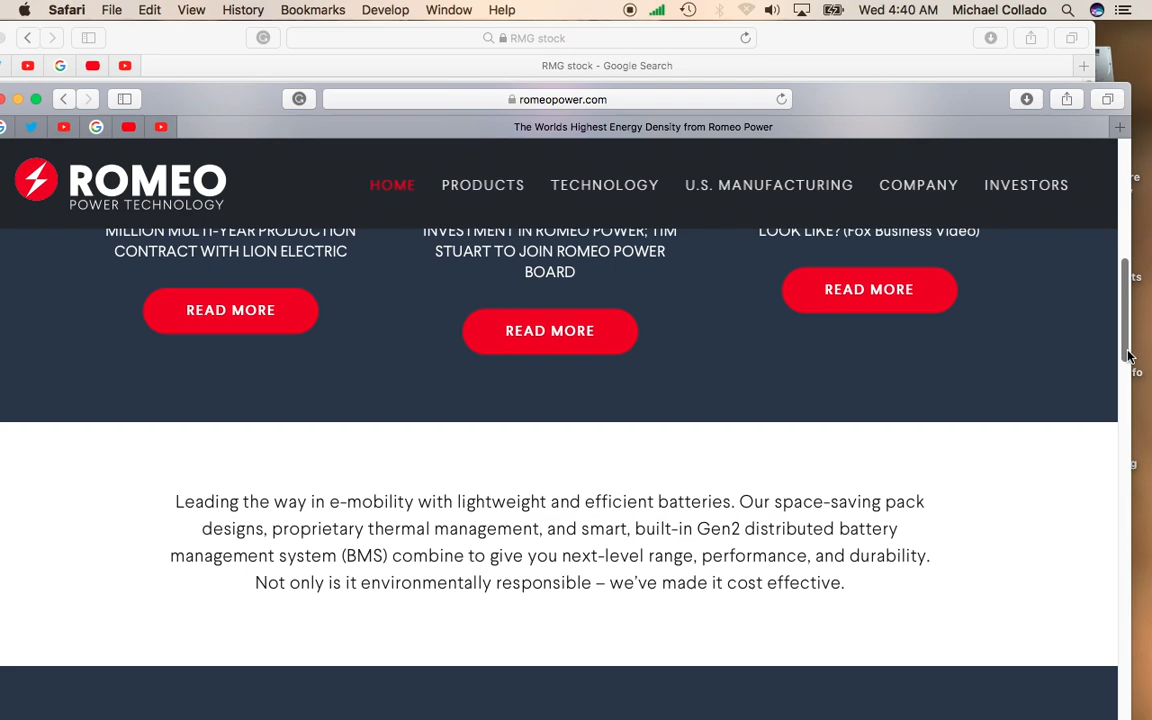 Safari File Edit View History Bookmarks Develop Window Help Wed 4:40 AM Michael Collado
RMG stock
RMG stock - Google Search
romeopower.com
The Worlds Highest Energy Density from Romeo Power
ROMEO
POWER TECHNOLOGY
HOME PRODUCTS TECHNOLOGY U.S. MANUFACTURING COMPANY INVESTORS
MILLION MULTI-YEAR PRODUCTION
CONTRACT WITH LION ELECTRIC
READ MORE
INVESTMENT IN ROMEO POWER; TIM
STUART TO JOIN ROMEO POWER
BOARD
READ MORE
LOOK LIKE? (Fox Business Video)
READ MORE
Leading the way in e-mobility with lightweight and efficient batteries. Our space-saving pack
designs, proprietary thermal management, and smart, built-in Gen2 distributed battery
management system (BMS) combine to give you next-level range, performance, and durability.
Not only is it environmentally responsible – we’ve made it cost effective.